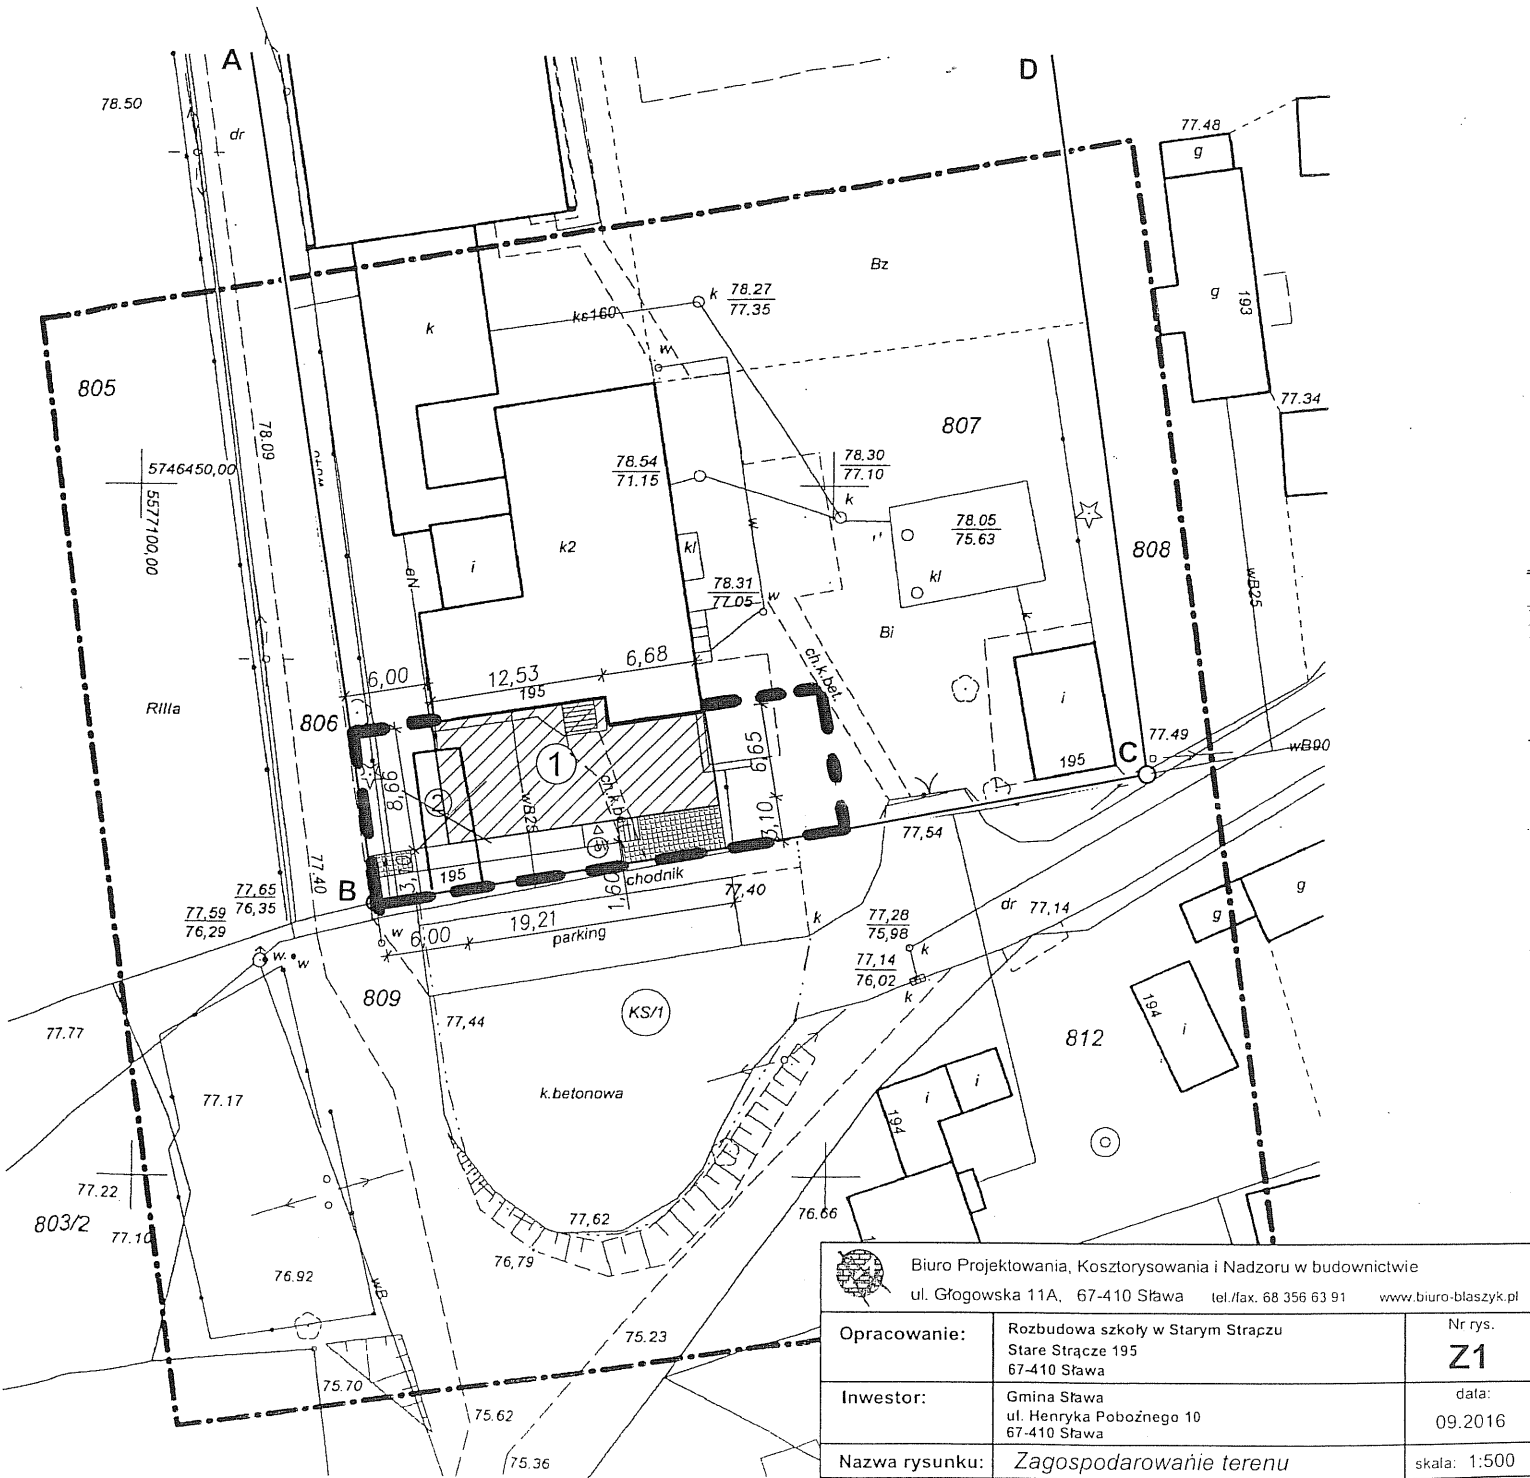 A
D
78.50
dr
77.48
g
Bz
k 78.27
77.35
ks160
k
g
193
w
805
78.09
77.34
807
5746450,00
5577100,00
78.54
71.15
78.30
77.10
k
w
k2
kl
i
eN
78.05
75.63
kl
808
wB25
78.31
77.05
w
Bi
k
ch.k.bet.
6,00
12,53
6,68
195
RIIIa
806
i
195
77.49
C
wB90
1
2
8,66
wB25
6,65
3,10
77,54
B
195
chodnik
1,60
77,40
77.40
77,65
76,35
77,59
76,29
w
6,00
19,21
parking
k
w
w
dr
77,14
g
g
77,28
75,98
k
77,14
76,02
k
809
77,44
KS/1
77.77
812
194
i
77.17
k.betonowa
i
i
194
77.22
803/2
77.10
77,62
76.66
76,79
76.92
wB
75.23
75.70
75.62
75.36
Biuro Projektowania, Kosztorysowania i Nadzoru w budownictwie
ul. Głogowska 11A, 67-410 Sława tel./fax. 68 356 63 91 www.biuro-blaszyk.pl
Opracowanie:
Rozbudowa szkoły w Starym Strączu
Stare Strącze 195
67-410 Sława
Nr rys.
Z1
Inwestor:
Gmina Sława
ul. Henryka Pobożnego 10
67-410 Sława
data:
09.2016
Nazwa rysunku:
Zagospodarowanie terenu
skala: 1:500